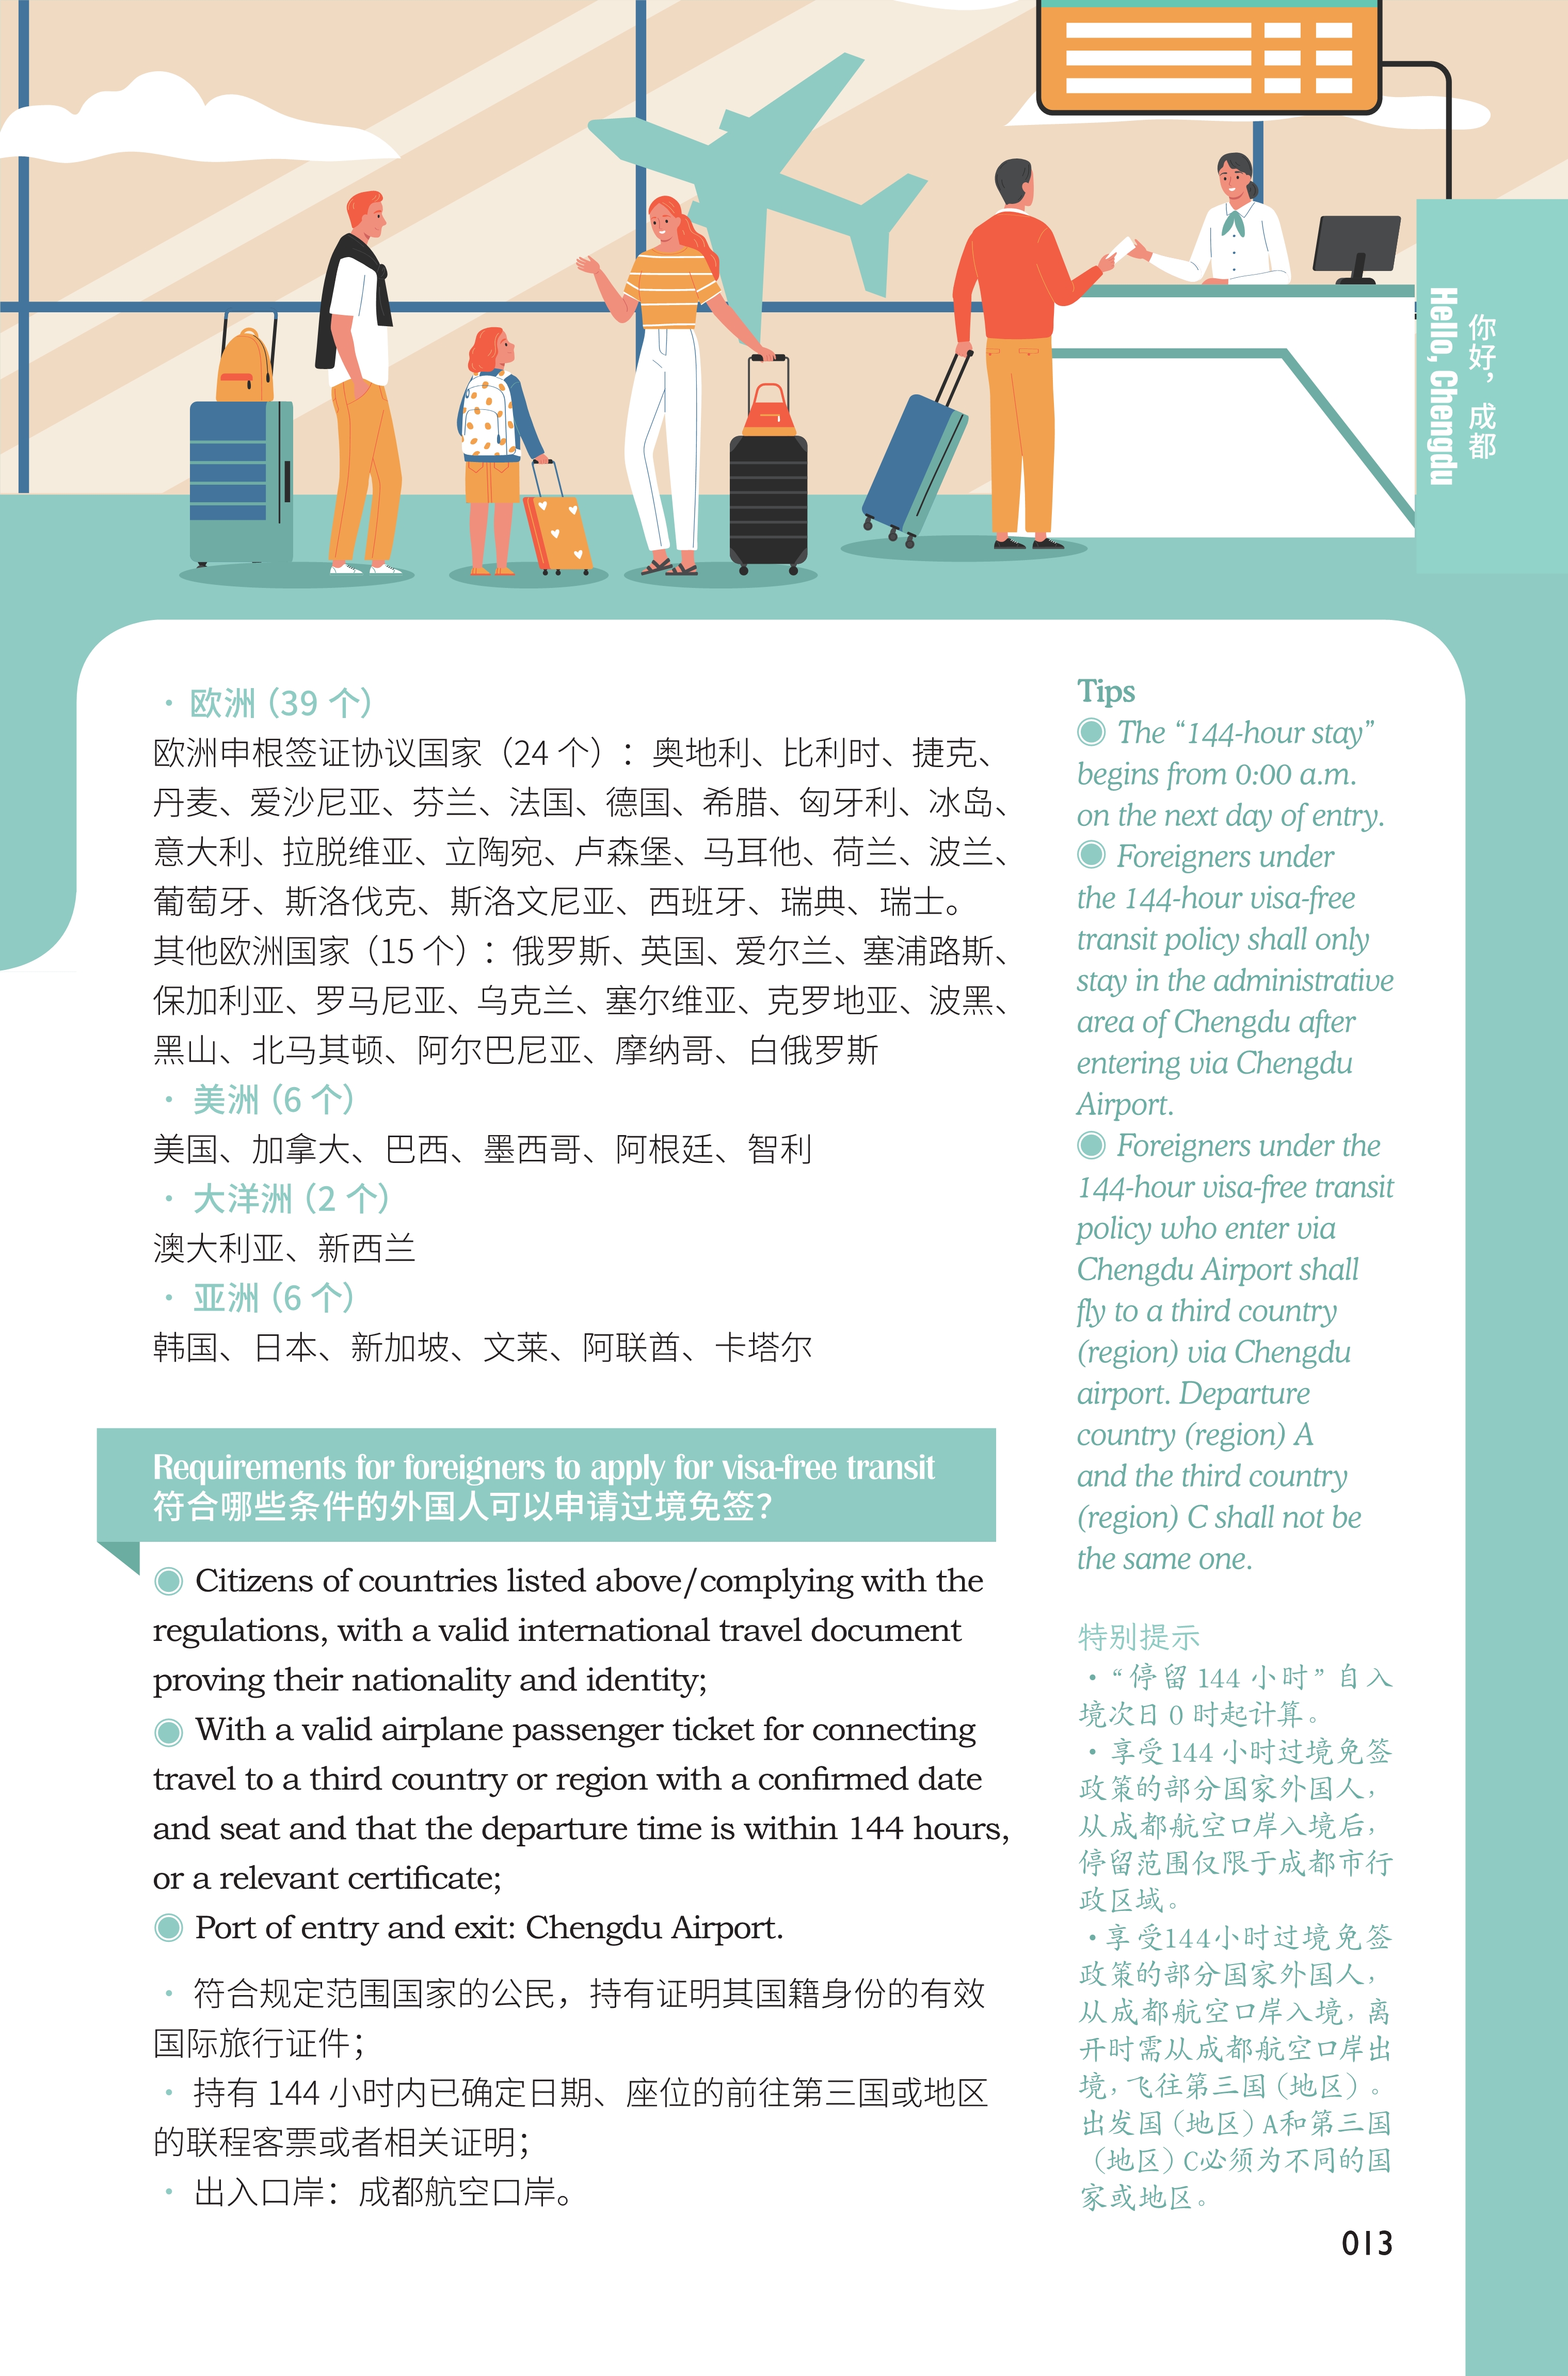 你好，成都
Hello, Chengdu
· 欧洲（39 个）
欧洲申根签证协议国家（24 个）：奥地利、比利时、捷克、
丹麦、爱沙尼亚、芬兰、法国、德国、希腊、匈牙利、冰岛、
意大利、拉脱维亚、立陶宛、卢森堡、马耳他、荷兰、波兰、
葡萄牙、斯洛伐克、斯洛文尼亚、西班牙、瑞典、瑞士。
其他欧洲国家（15 个）：俄罗斯、英国、爱尔兰、塞浦路斯、
保加利亚、罗马尼亚、乌克兰、塞尔维亚、克罗地亚、波黑、
黑山、北马其顿、阿尔巴尼亚、摩纳哥、白俄罗斯
· 美洲（6 个）
美国、加拿大、巴西、墨西哥、阿根廷、智利
· 大洋洲（2 个）
澳大利亚、新西兰
· 亚洲（6 个）
韩国、日本、新加坡、文莱、阿联酋、卡塔尔
Requirements for foreigners to apply for visa-free transit
符合哪些条件的外国人可以申请过境免签？
Citizens of countries listed above/complying with the
regulations, with a valid international travel document
proving their nationality and identity;
With a valid airplane passenger ticket for connecting
travel to a third country or region with a confirmed date
and seat and that the departure time is within 144 hours,
or a relevant certificate;
Port of entry and exit: Chengdu Airport.
· 符合规定范围国家的公民，持有证明其国籍身份的有效
国际旅行证件；
· 持有 144 小时内已确定日期、座位的前往第三国或地区
的联程客票或者相关证明；
· 出入口岸：成都航空口岸。
Tips
The “144-hour stay”
begins from 0:00 a.m.
on the next day of entry.
Foreigners under
the 144-hour visa-free
transit policy shall only
stay in the administrative
area of Chengdu after
entering via Chengdu
Airport.
Foreigners under the
144-hour visa-free transit
policy who enter via
Chengdu Airport shall
fly to a third country
(region) via Chengdu
airport. Departure
country (region) A
and the third country
(region) C shall not be
the same one.
特别提示
· “停留 144 小时”自入
境次日 0 时起计算。
· 享受 144 小时过境免签
政策的部分国家外国人，
从成都航空口岸入境后，
停留范围仅限于成都市行
政区域。
· 享受144小时过境免签
政策的部分国家外国人，
从成都航空口岸入境，离
开时需从成都航空口岸出
境，飞往第三国（地区）。
出发国（地区）A和第三国
（地区）C必须为不同的国
家或地区。
013